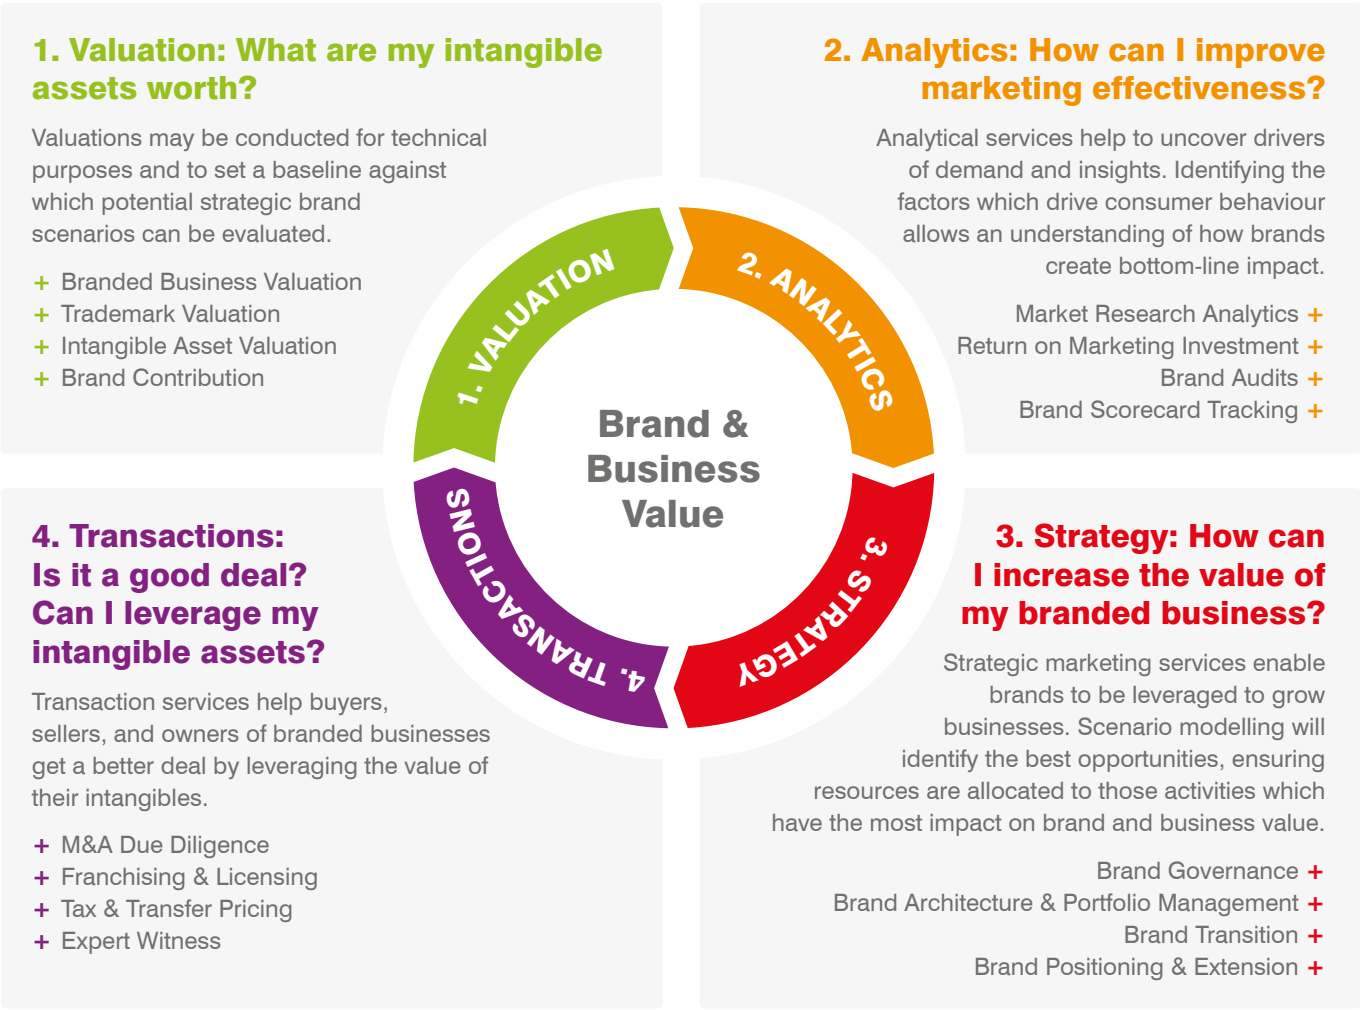 1. Valuation: What are my intangible
assets worth?
Valuations may be conducted for technical
purposes and to set a baseline against
which potential strategic brand
scenarios can be evaluated.
+ Branded Business Valuation
+ Trademark Valuation
+ Intangible Asset Valuation
+ Brand Contribution
2. Analytics: How can I improve
marketing effectiveness?
Analytical services help to uncover drivers
of demand and insights. Identifying the
factors which drive consumer behaviour
allows an understanding of how brands
create bottom-line impact.
Market Research Analytics +
Return on Marketing Investment +
Brand Audits +
Brand Scorecard Tracking +
1. VALUATION
2. ANALYTICS
3. STRATEGY
4. TRANSACTIONS
Brand &
Business
Value
3. Strategy: How can
I increase the value of
my branded business?
Strategic marketing services enable
brands to be leveraged to grow
businesses. Scenario modelling will
identify the best opportunities, ensuring
resources are allocated to those activities which
have the most impact on brand and business value.
Brand Governance +
Brand Architecture & Portfolio Management +
Brand Transition +
Brand Positioning & Extension +
4. Transactions:
Is it a good deal?
Can I leverage my
intangible assets?
Transaction services help buyers,
sellers, and owners of branded businesses
get a better deal by leveraging the value of
their intangibles.
+ M&A Due Diligence
+ Franchising & Licensing
+ Tax & Transfer Pricing
+ Expert Witness